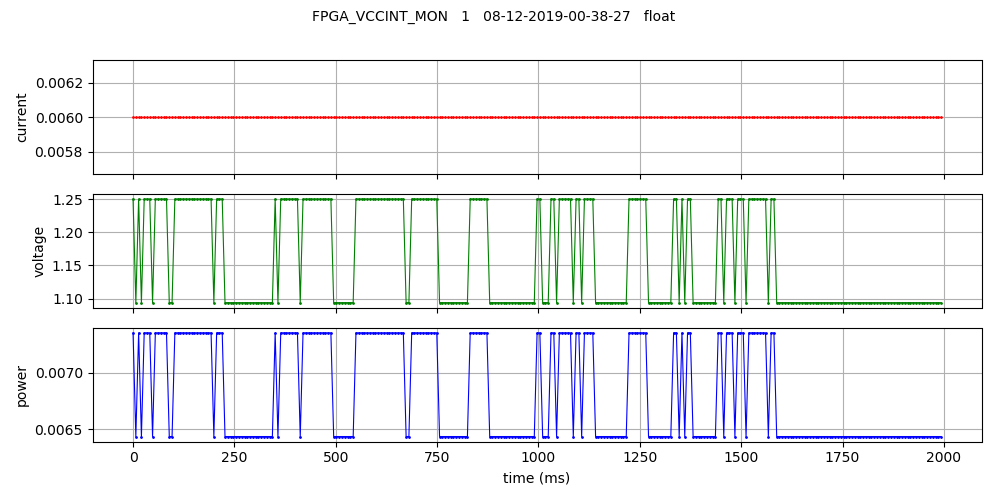 FPGA_VCCINT_MON   1   08-12-2019-00-38-27   float
current
0.0062
0.0060
0.0058
voltage
1.25
1.20
1.15
1.10
power
0.0070
0.0065
0 250 500 750 1000 1250 1500 1750 2000
time (ms)